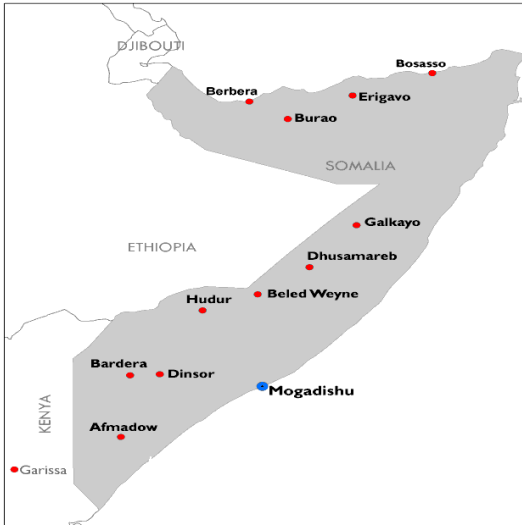 DJIBOUTI
Bosasso
Berbera
Erigavo
Burao
SOMALIA
Galkayo
ETHIOPIA
Dhusamareb
Hudur
Beled Weyne
Bardera
Dinsor
Mogadishu
KENYA
Afmadow
Garissa